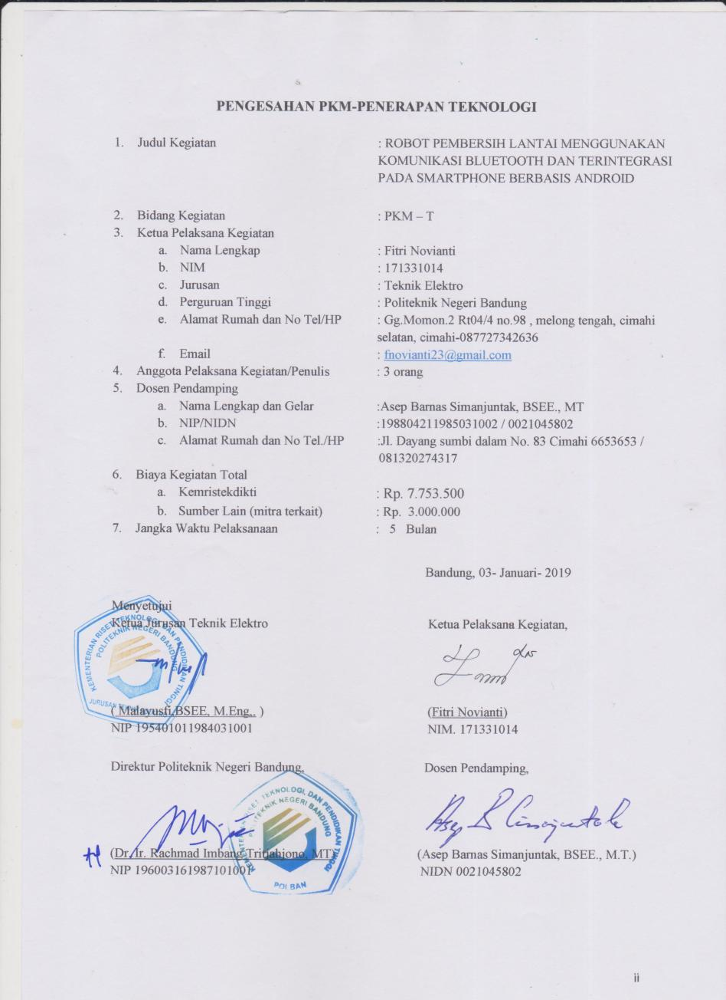 PENGESAHAN PKM-PENERAPAN TEKNOLOGI
1. Judul Kegiatan : ROBOT PEMBERSIH LANTAI MENGGUNAKAN
KOMUNIKASI BLUETOOTH DAN TERINTEGRASI
PADA SMARTPHONE BERBASIS ANDROID
2. Bidang Kegiatan : PKM – T
3. Ketua Pelaksana Kegiatan
a. Nama Lengkap : Fitri Novianti
b. NIM : 171331014
c. Jurusan : Teknik Elektro
d. Perguruan Tinggi : Politeknik Negeri Bandung
e. Alamat Rumah dan No Tel/HP : Gg.Momon.2 Rt04/4 no.98 , melong tengah, cimahi
selatan, cimahi-087727342636
f. Email : fnovianti23@gmail.com
4. Anggota Pelaksana Kegiatan/Penulis : 3 orang
5. Dosen Pendamping
a. Nama Lengkap dan Gelar :Asep Barnas Simanjuntak, BSEE., MT
b. NIP/NIDN :198804211985031002 / 0021045802
c. Alamat Rumah dan No Tel./HP :Jl. Dayang sumbi dalam No. 83 Cimahi 6653653 /
081320274317
6. Biaya Kegiatan Total
a. Kemristekdikti : Rp. 7.753.500
b. Sumber Lain (mitra terkait) : Rp. 3.000.000
7. Jangka Waktu Pelaksanaan : 5 Bulan
Bandung, 03- Januari- 2019
Menyetujui
Ketua Jurusan Teknik Elektro
Ketua Pelaksana Kegiatan,
KEMENTERIAN RISET TEKNOLOGI DAN PENDIDIKAN TINGGI
POLITEKNIK NEGERI BANDUNG
JURUSAN TEKNIK
( Malayusfi,BSEE, M.Eng,. )
NIP 195401011984031001
(Fitri Novianti)
NIM. 171331014
Direktur Politeknik Negeri Bandung,
Dosen Pendamping,
KEMENTERIAN RISET, TEKNOLOGI, DAN PENDIDIKAN TINGGI
POLITEKNIK NEGERI BANDUNG
POLBAN
Asep B Simanjuntak
(Dr. Ir. Rachmad Imbang Tritjahjono, MT)
NIP 196003161987101001
(Asep Barnas Simanjuntak, BSEE., M.T.)
NIDN 0021045802
ii